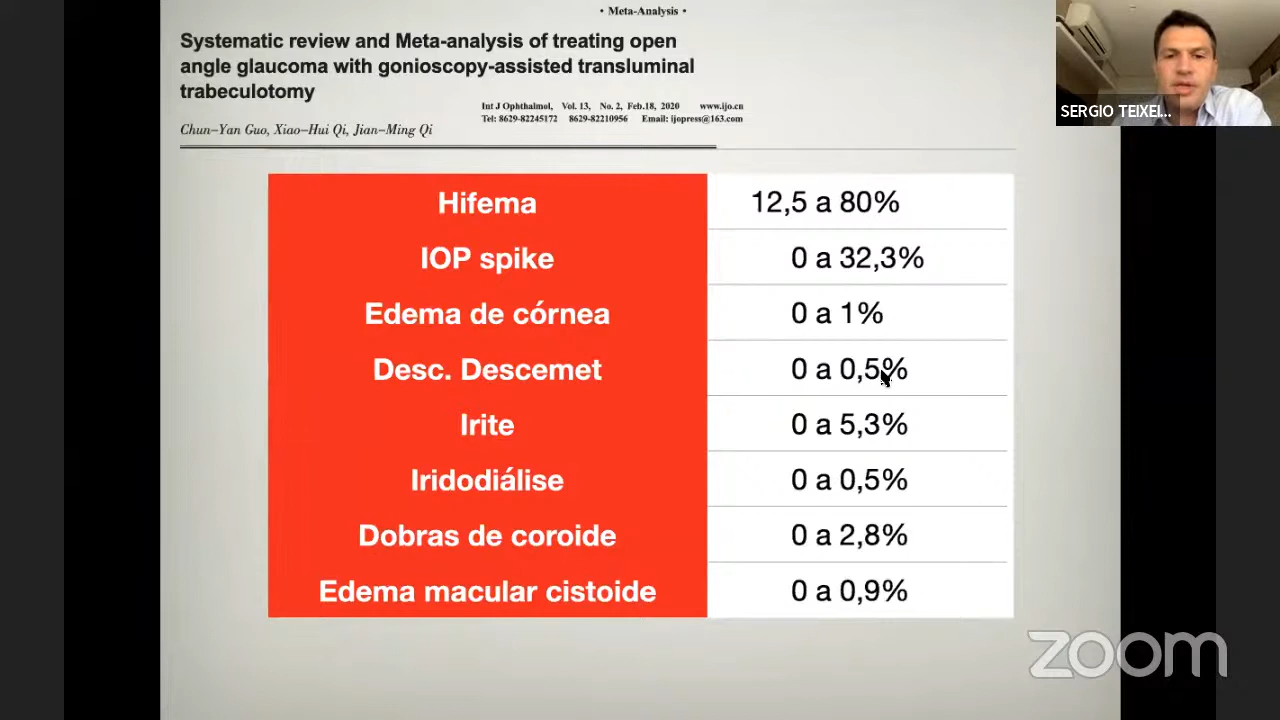 • Meta-Analysis •
Systematic review and Meta-analysis of treating open
angle glaucoma with gonioscopy-assisted transluminal
trabeculotomy
Int J Ophthalmol, Vol. 13, No. 2, Feb.18, 2020 www.ijo.cn
Tel: 8629-82245172 8629-82210956 Email: ijopress@163.com
Chun-Yan Guo, Xiao-Hui Qi, Jian-Ming Qi
SERGIO TEIXEI...
Hifema 12,5 a 80%
IOP spike 0 a 32,3%
Edema de córnea 0 a 1%
Desc. Descemet 0 a 0,5%
Irite 0 a 5,3%
Iridodiálise 0 a 0,5%
Dobras de coroide 0 a 2,8%
Edema macular cistoide 0 a 0,9%
zoom